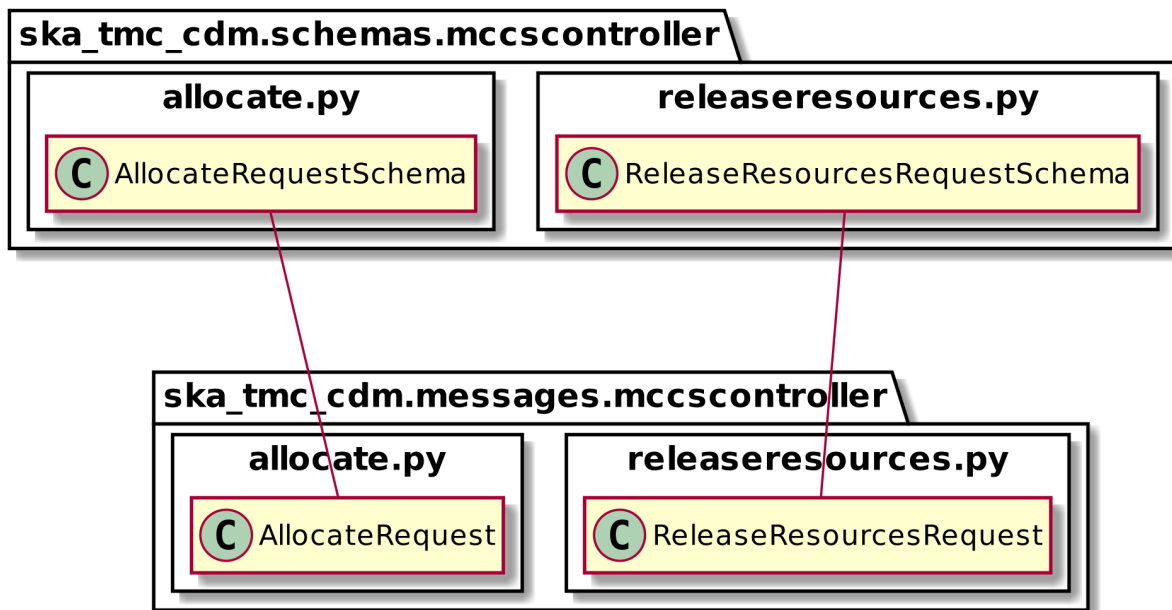 ska_tmc_cdm.schemas.mccscontroller
allocate.py
releaseresources.py
C AllocateRequestSchema
C ReleaseResourcesRequestSchema
ska_tmc_cdm.messages.mccscontroller
allocate.py
releaseresources.py
C AllocateRequest
C ReleaseResourcesRequest